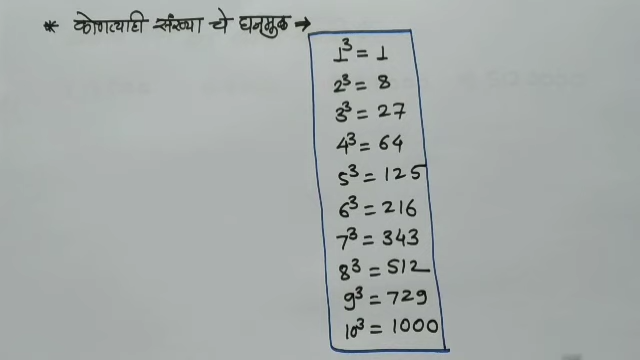 * कोणत्याही संख्या चे घनमुळ →
1³ = 1
2³ = 8
3³ = 27
4³ = 64
5³ = 125
6³ = 216
7³ = 343
8³ = 512
9³ = 729
10³ = 1000